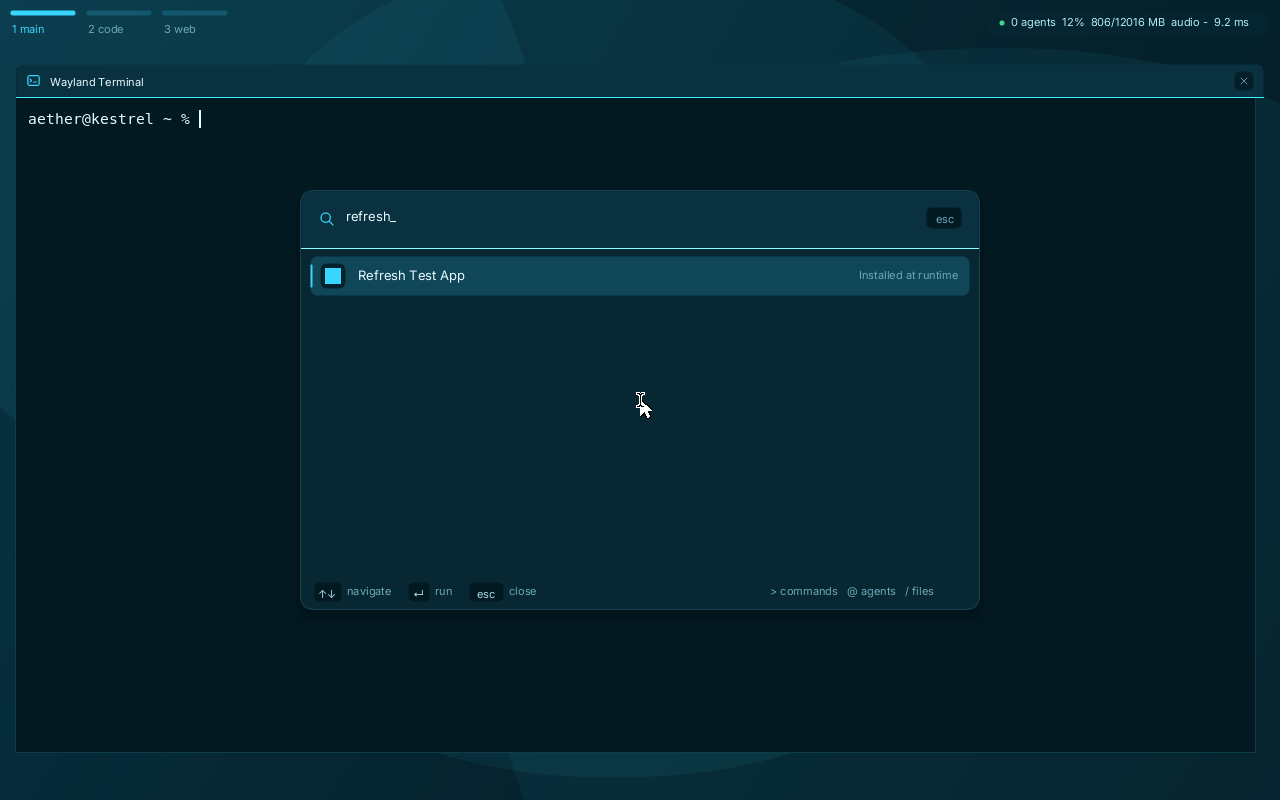 1 main 2 code 3 web
0 agents 12% 806/12016 MB audio - 9.2 ms
Wayland Terminal
aether@kestrel ~ %
refresh_ esc
Refresh Test App Installed at runtime
↑↓ navigate ↵ run esc close > commands @ agents / files